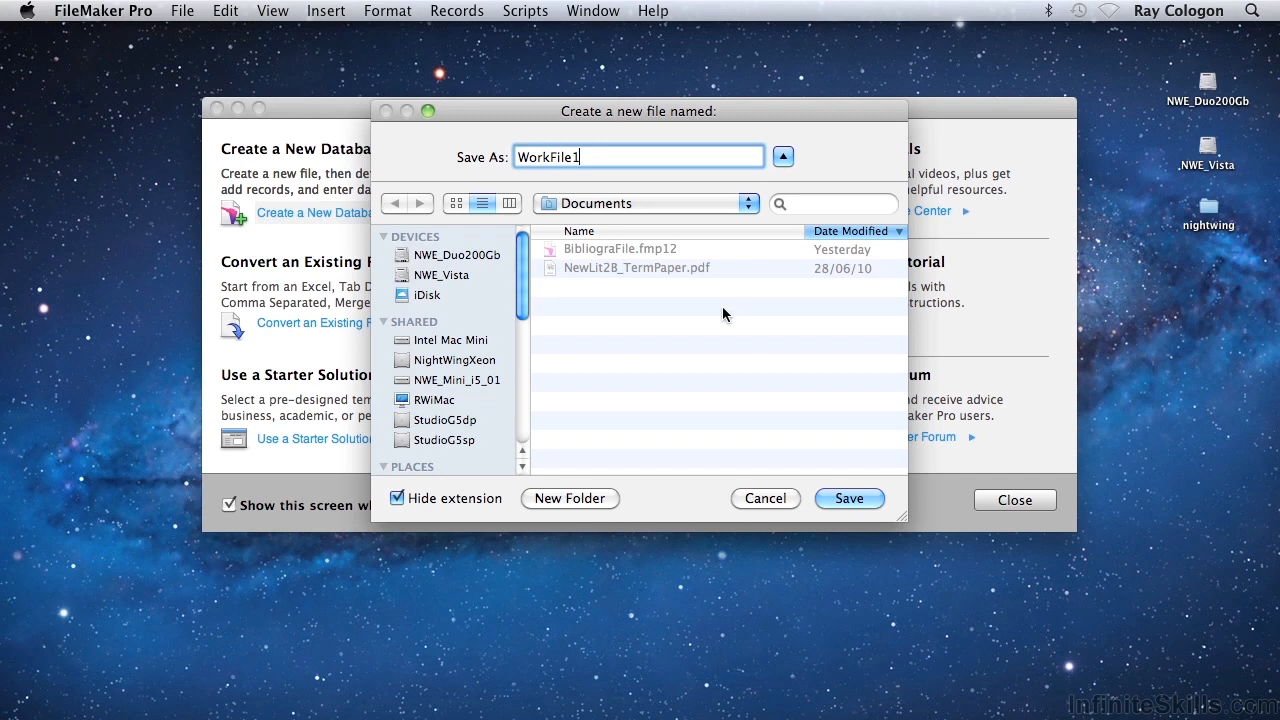 FileMaker Pro File Edit View Insert Format Records Scripts Window Help Ray Cologon
NWE_Duo200Gb
NWE_Vista
nightwing
Create a new file named:
Save As: WorkFile1
Documents
DEVICES
NWE_Duo200Gb
NWE_Vista
iDisk
SHARED
Intel Mac Mini
NightWingXeon
NWE_Mini_i5_01
RWiMac
StudioG5dp
StudioG5sp
PLACES
Name Date Modified
BibliograFile.fmp12 Yesterday
NewLit2B_TermPaper.pdf 28/06/10
Hide extension New Folder Cancel Save
Create a New Databa
Create a new file, then de
add records, and enter da
Create a New Databa
Convert an Existing F
Start from an Excel, Tab D
Comma Separated, Merge
Convert an Existing F
Use a Starter Solution
Select a pre-designed tem
business, academic, or pe
Use a Starter Solutio
als
al videos, plus get
helpful resources.
e Center
torial
s with
tructions.
um
and receive advice
aker Pro users.
er Forum
Show this screen wh
Close
InfiniteSkills.com